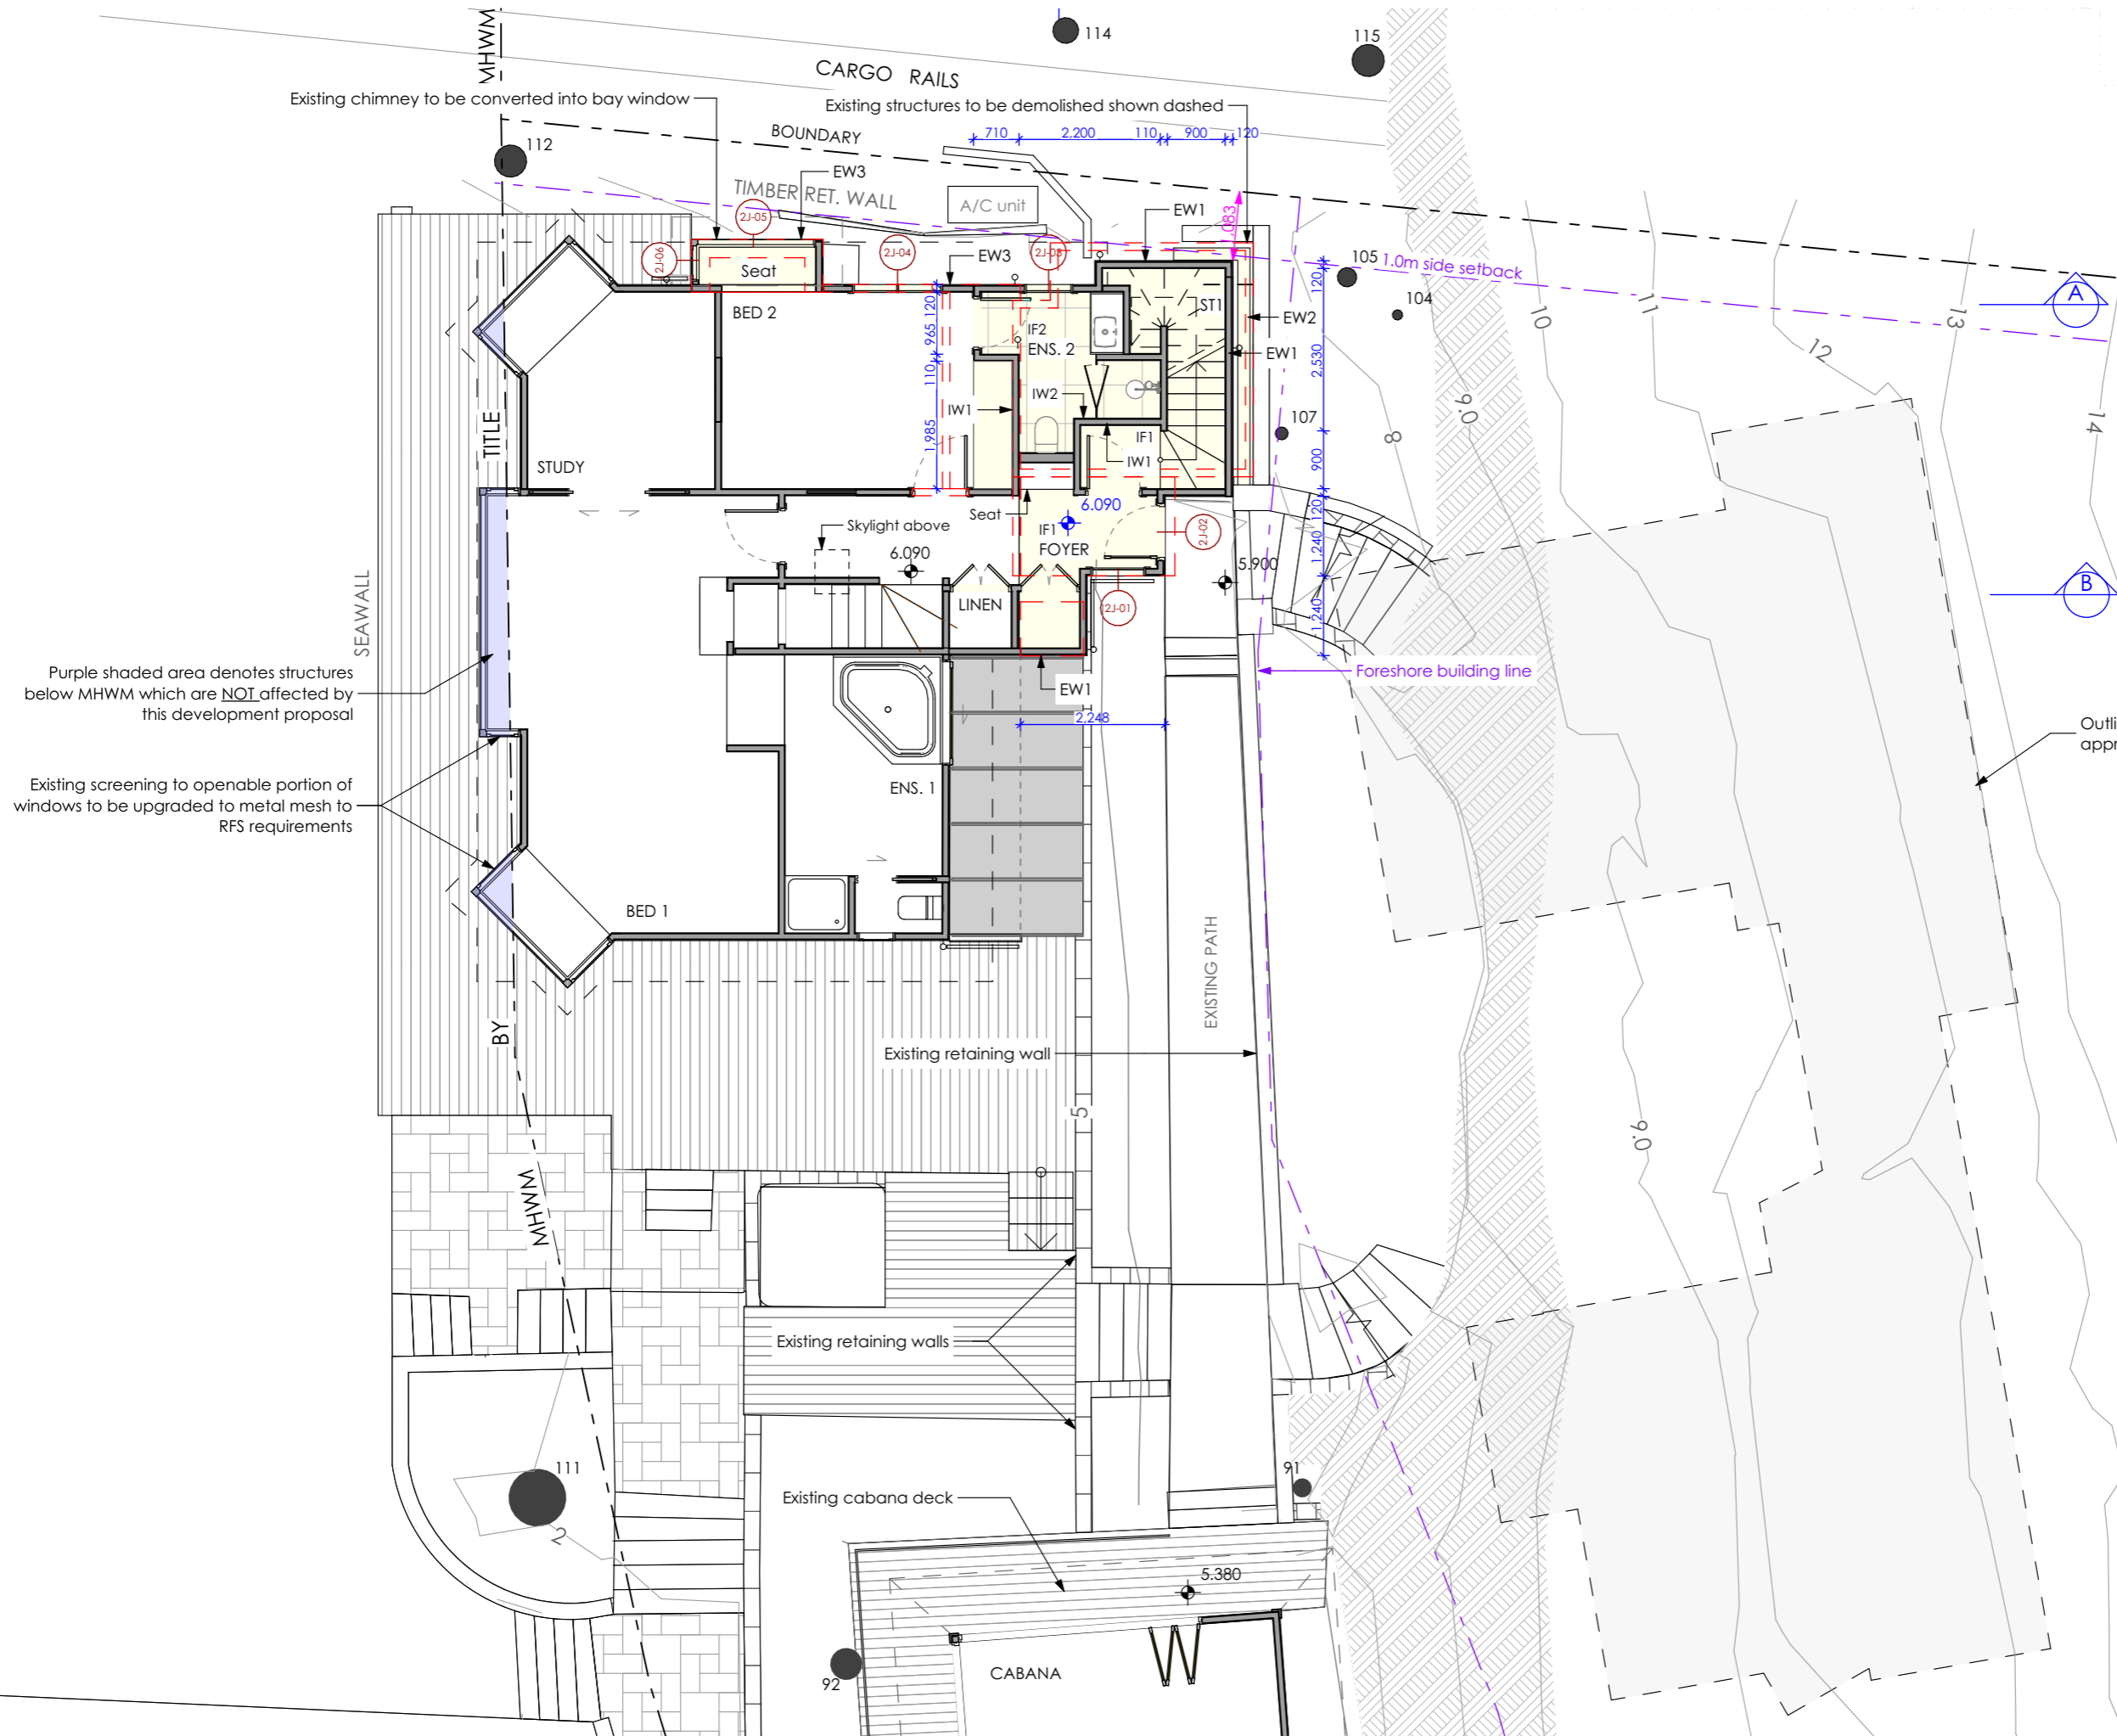 MHWM
114
115
CARGO RAILS
Existing chimney to be converted into bay window
Existing structures to be demolished shown dashed
BOUNDARY
710
2,200
110
900
120
112
EW3
TIMBER RET. WALL
A/C unit
EW1
2J-05
2J-06
2J-04
2J-03
Seat
EW3
105
1.0m side setback
104
A
10
11
12
13
14
BED 2
ST1
EW2
EW1
IF2
ENS. 2
120
965
110
1,985
120
2,530
900
120
1,240
1,240
IW1
IW2
IF1
IW1
107
8
9.0
TITLE
STUDY
Seat
6.090
Skylight above
6.090
IF1
FOYER
2J-02
5.900
B
LINEN
2J-01
SEAWALL
Purple shaded area denotes structures
below MHWM which are NOT affected by
this development proposal
EW1
Foreshore building line
2,248
Existing screening to openable portion of
windows to be upgraded to metal mesh to
RFS requirements
ENS. 1
BED 1
EXISTING PATH
BY
Existing retaining wall
5
9.0
MHWM
Existing retaining walls
111
2
Existing cabana deck
91
5.380
92
CABANA